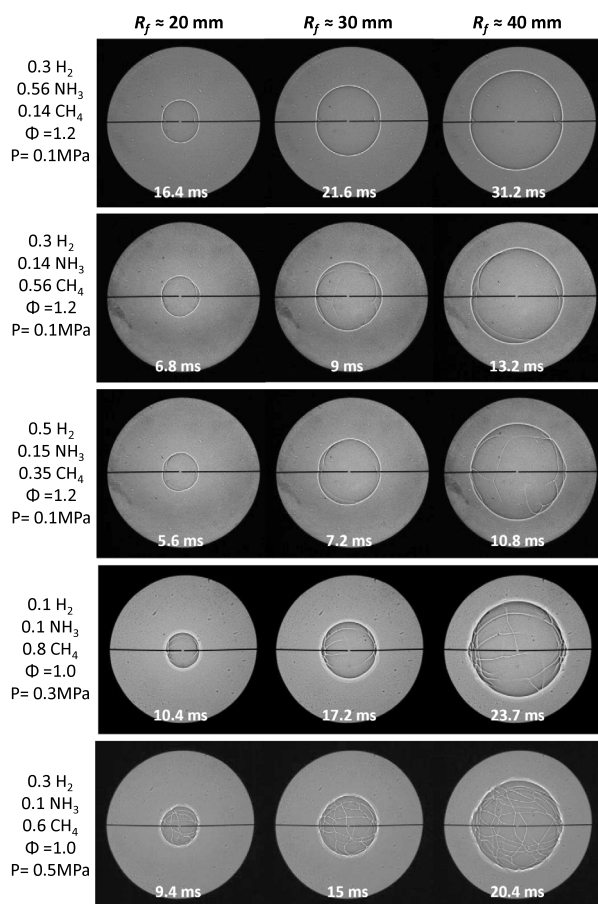 R_f ≈ 20 mm R_f ≈ 30 mm R_f ≈ 40 mm
0.3 H₂
0.56 NH₃
0.14 CH₄
Φ =1.2
P= 0.1MPa
16.4 ms 21.6 ms 31.2 ms
0.3 H₂
0.14 NH₃
0.56 CH₄
Φ =1.2
P= 0.1MPa
6.8 ms 9 ms 13.2 ms
0.5 H₂
0.15 NH₃
0.35 CH₄
Φ =1.2
P= 0.1MPa
5.6 ms 7.2 ms 10.8 ms
0.1 H₂
0.1 NH₃
0.8 CH₄
Φ =1.0
P= 0.3MPa
10.4 ms 17.2 ms 23.7 ms
0.3 H₂
0.1 NH₃
0.6 CH₄
Φ =1.0
P= 0.5MPa
9.4 ms 15 ms 20.4 ms